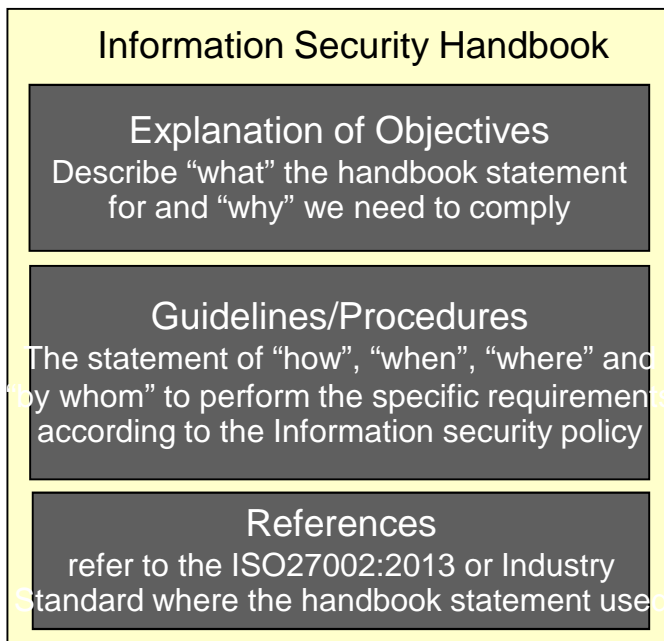 Information Security Handbook
Explanation of Objectives
Describe “what” the handbook statement
for and “why” we need to comply
Guidelines/Procedures
The statement of “how”, “when”, “where” and
“by whom” to perform the specific requirements
according to the Information security policy
References
refer to the ISO27002:2013 or Industry
Standard where the handbook statement used